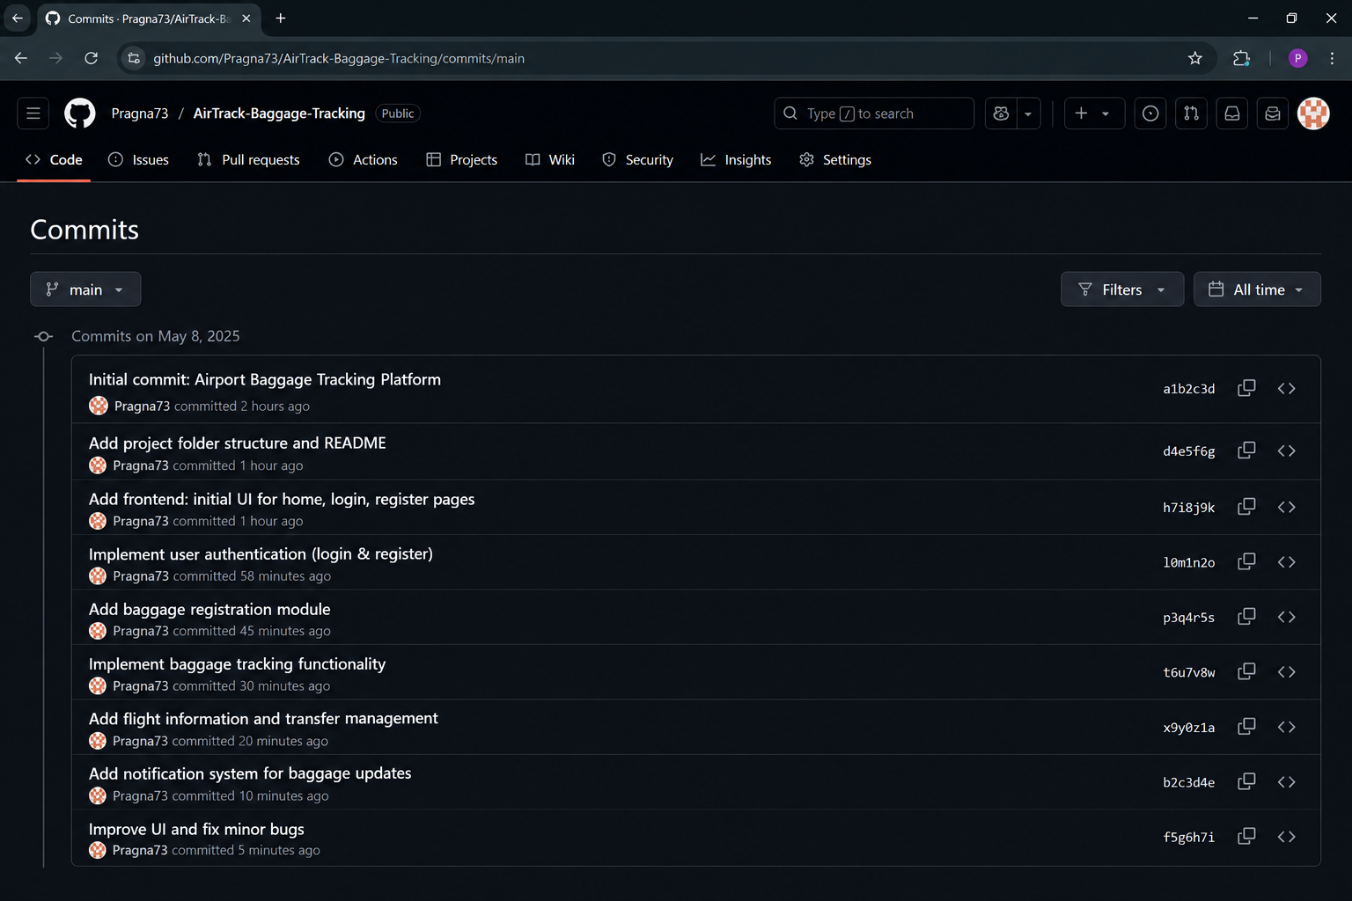 Commits · Pragna73/AirTrack-Ba
github.com/Pragna73/AirTrack-Baggage-Tracking/commits/main
P
Pragna73 / AirTrack-Baggage-Tracking Public
Type / to search
Code Issues Pull requests Actions Projects Wiki Security Insights Settings
Commits
main Filters All time
Commits on May 8, 2025
Initial commit: Airport Baggage Tracking Platform
Pragna73 committed 2 hours ago
a1b2c3d
Add project folder structure and README
Pragna73 committed 1 hour ago
d4e5f6g
Add frontend: initial UI for home, login, register pages
Pragna73 committed 1 hour ago
h7i8j9k
Implement user authentication (login & register)
Pragna73 committed 58 minutes ago
l0m1n2o
Add baggage registration module
Pragna73 committed 45 minutes ago
p3q4r5s
Implement baggage tracking functionality
Pragna73 committed 30 minutes ago
t6u7v8w
Add flight information and transfer management
Pragna73 committed 20 minutes ago
x9y0z1a
Add notification system for baggage updates
Pragna73 committed 10 minutes ago
b2c3d4e
Improve UI and fix minor bugs
Pragna73 committed 5 minutes ago
f5g6h7i